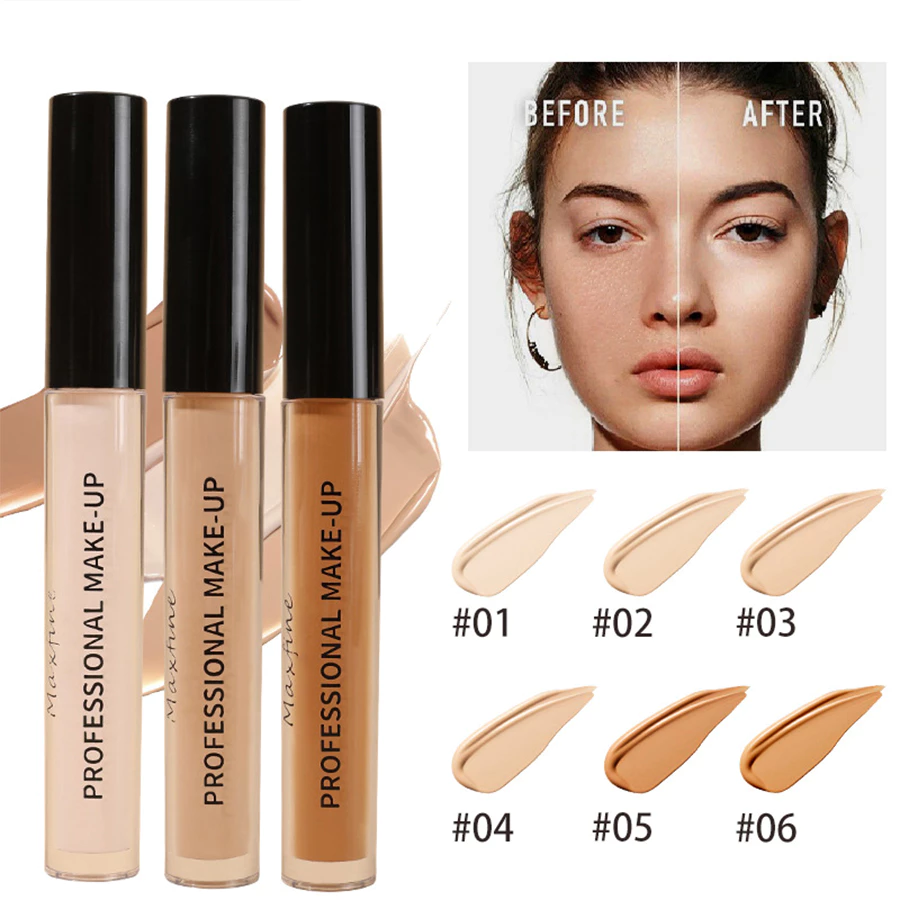 Maxfine
PROFESSIONAL MAKE-UP
Maxfine
PROFESSIONAL MAKE-UP
Maxfine
PROFESSIONAL MAKE-UP
BEFORE
AFTER
#01
#02
#03
#04
#05
#06